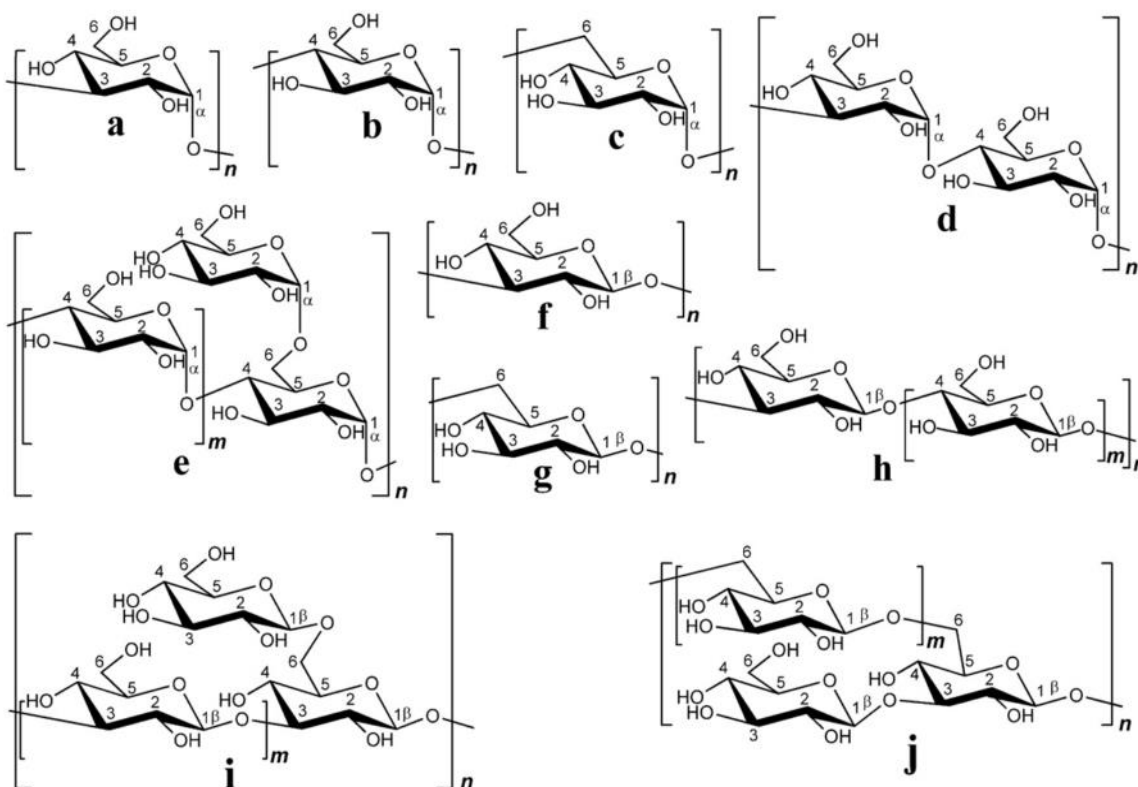 6 OH
4 5 O
HO 3 2 OH 1 α
O n
a
6 OH
4 5 O
HO 3 2 OH 1 α
O n
b
6
5 O
HO 4 HO 3 2 OH 1 α
O n
c
OH
6
4 5 O
HO 3 2 OH 1 α
O
OH
6
4 5 O
HO 3 2 OH 1 α
O n
d
OH
6
4 5 O
HO HO 3 2 OH 1 α
O
OH
6
4 5 O
HO 3 2 OH 1 α
O m
6
4 5 O
HO 3 2 OH 1 α
O n
e
OH
6
4 5 O
HO 3 2 OH 1 β O n
f
6
5 O
HO 4 HO 3 2 OH 1 β O n
g
OH
6
4 5 O
HO 3 2 OH 1β O
OH
6
4 5 O
HO 3 2 OH 1β O m n
h
OH
6
4 5 O
HO HO 3 2 OH 1β O
OH
6
4 5 O
HO 3 2 OH 1β O m
6
4 5 O
HO 3 2 OH 1β O n
i
6
5 O
HO 4 HO 3 2 OH 1 β O m
OH
6
4 5 O
HO HO 3 2 OH 1β O
6
5 O
HO 4 3 2 OH 1 β O n
j